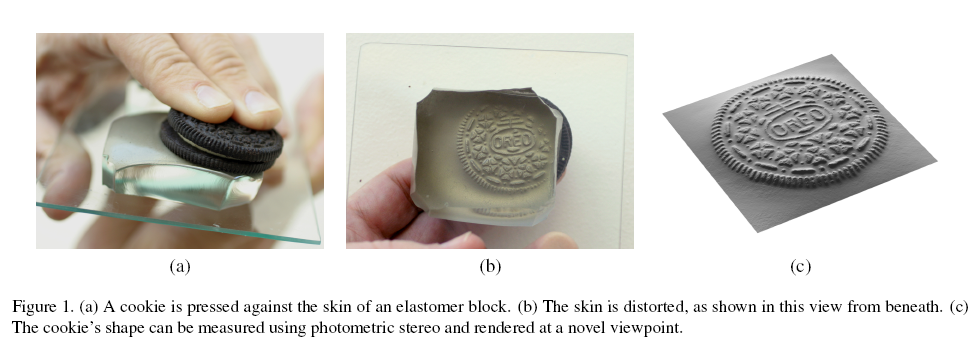 OREO
OREO
(a)
(b)
(c)
Figure 1. (a) A cookie is pressed against the skin of an elastomer block. (b) The skin is distorted, as shown in this view from beneath. (c)
The cookie's shape can be measured using photometric stereo and rendered at a novel viewpoint.